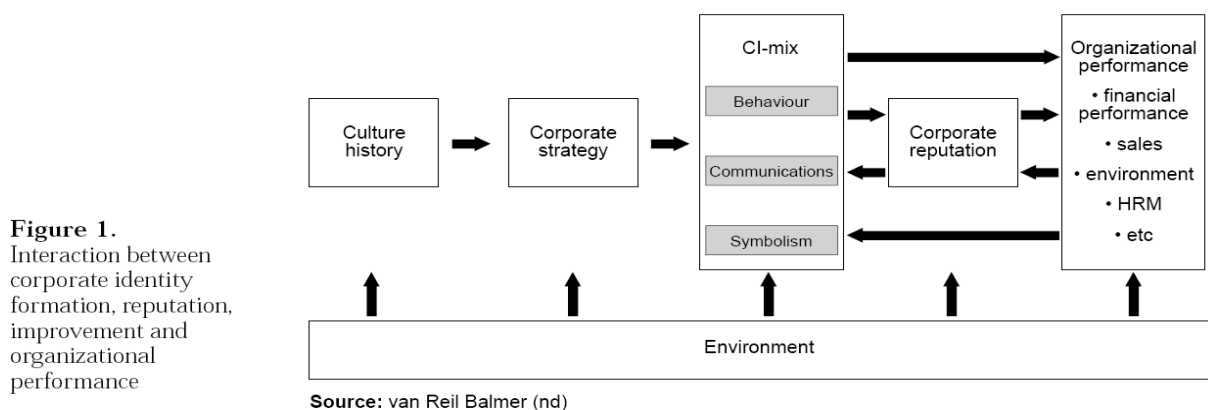 Culture
history
Corporate
strategy
CI-mix
Behaviour
Communications
Symbolism
Corporate
reputation
Organizational
performance
• financial
performance
• sales
• environment
• HRM
• etc
Environment
Source: van Reil Balmer (nd)
Figure 1.
Interaction between
corporate identity
formation, reputation,
improvement and
organizational
performance